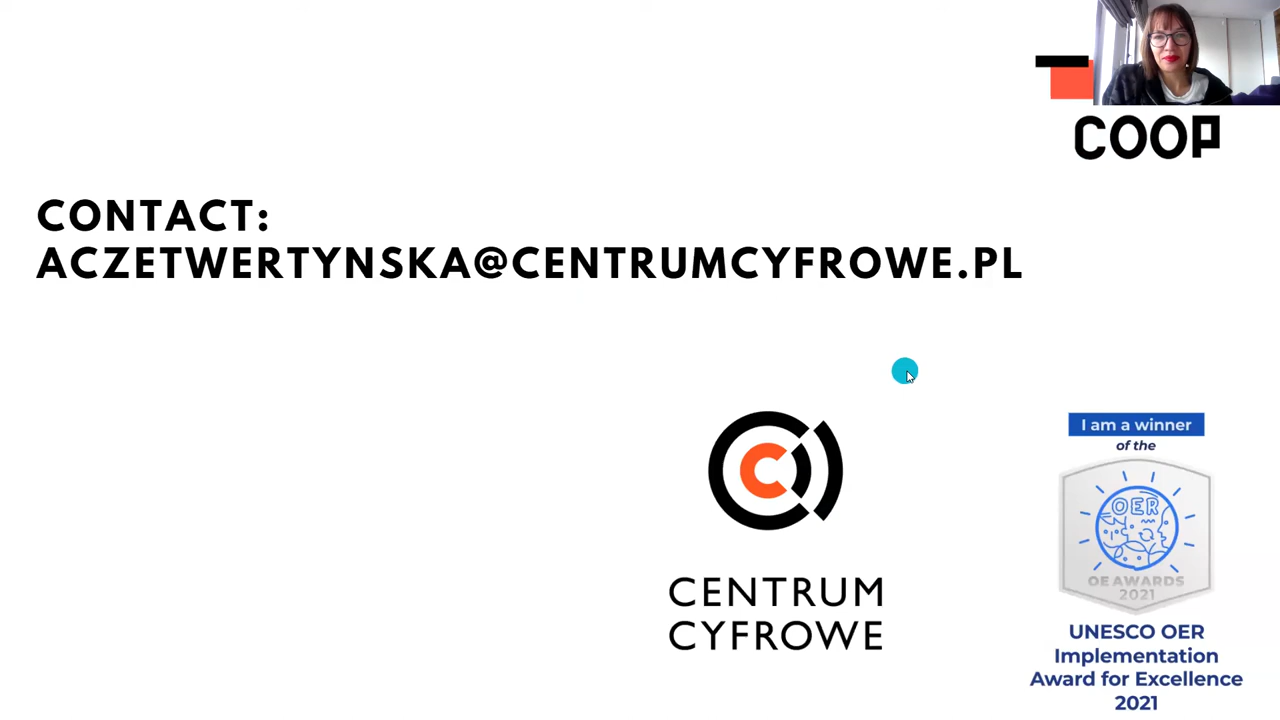 COOP
CONTACT:
ACZETWERTYNSKA@CENTRUMCYFROWE.PL
CENTRUM
CYFROWE
I am a winner
of the
OER
OE AWARDS
2021
UNESCO OER
Implementation
Award for Excellence
2021